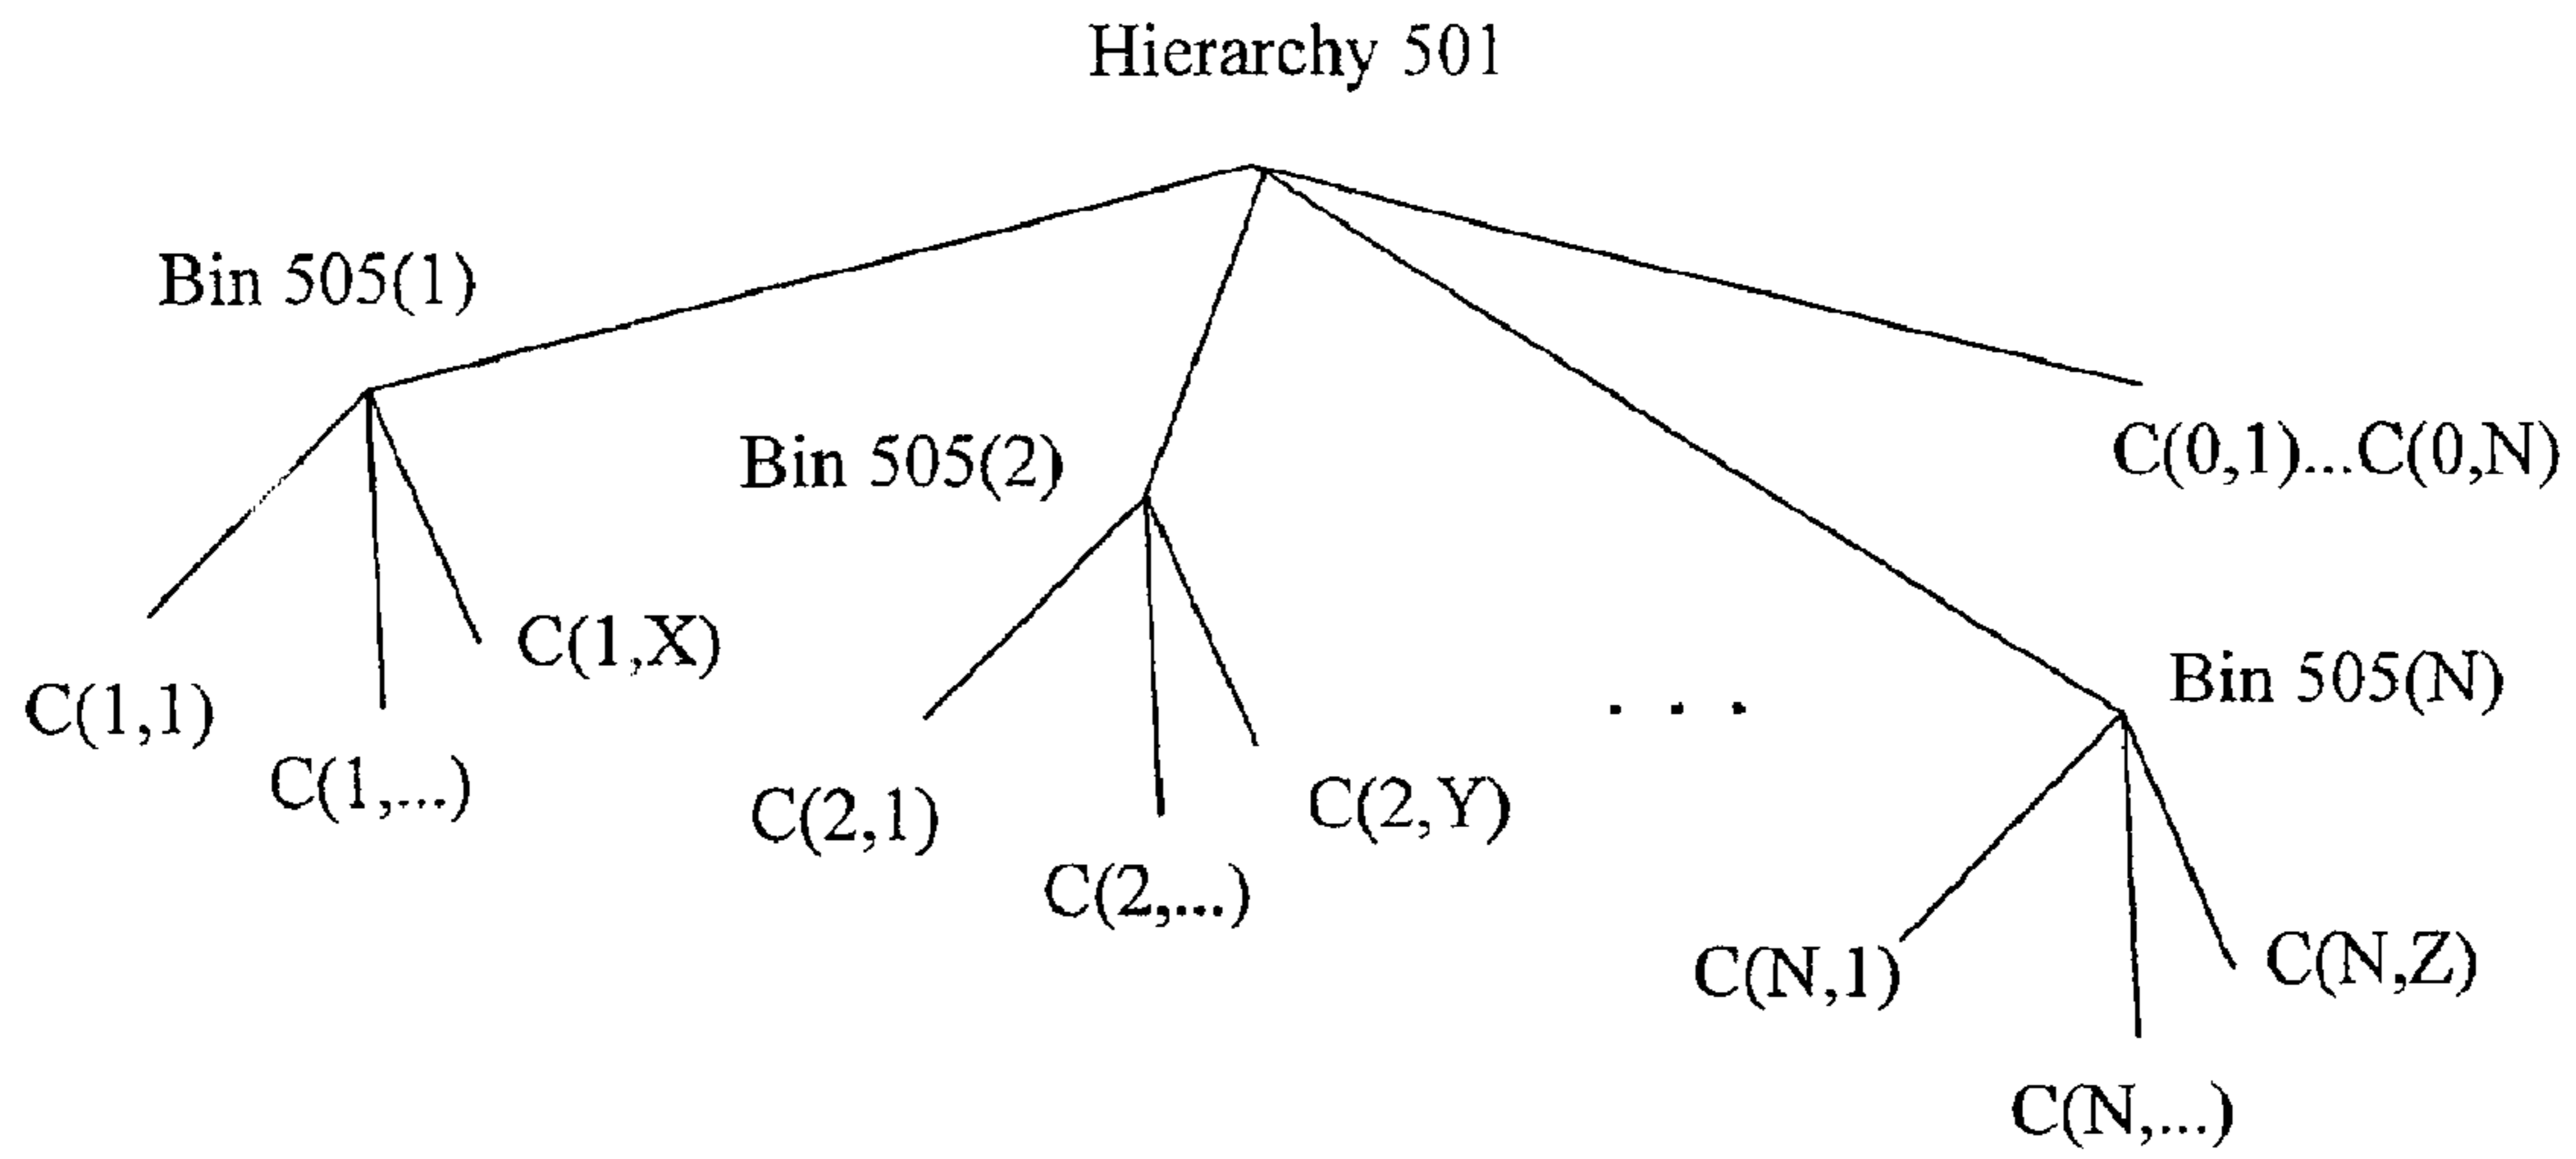 Hierarchy 501
Bin 505(1)
Bin 505(2)
C(0,1)...C(0,N)
C(1,X)
C(1,1)
C(1,...)
Bin 505(N)
. . .
C(2,1)
C(2,Y)
C(2,...)
C(N,1)
C(N,Z)
C(N,...)